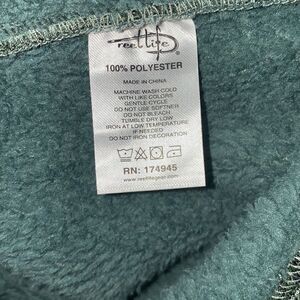 reel life
100% POLYESTER
MADE IN CHINA
MACHINE WASH COLD
WITH LIKE COLORS
GENTLE CYCLE
DO NOT USE SOFTNER
DO NOT BLEACH
TUMBLE DRY LOW
IRON AT LOW TEMPERATURE
IF NEEDED
DO NOT IRON DECORATION
RN: 174945
www.reellifegear.com